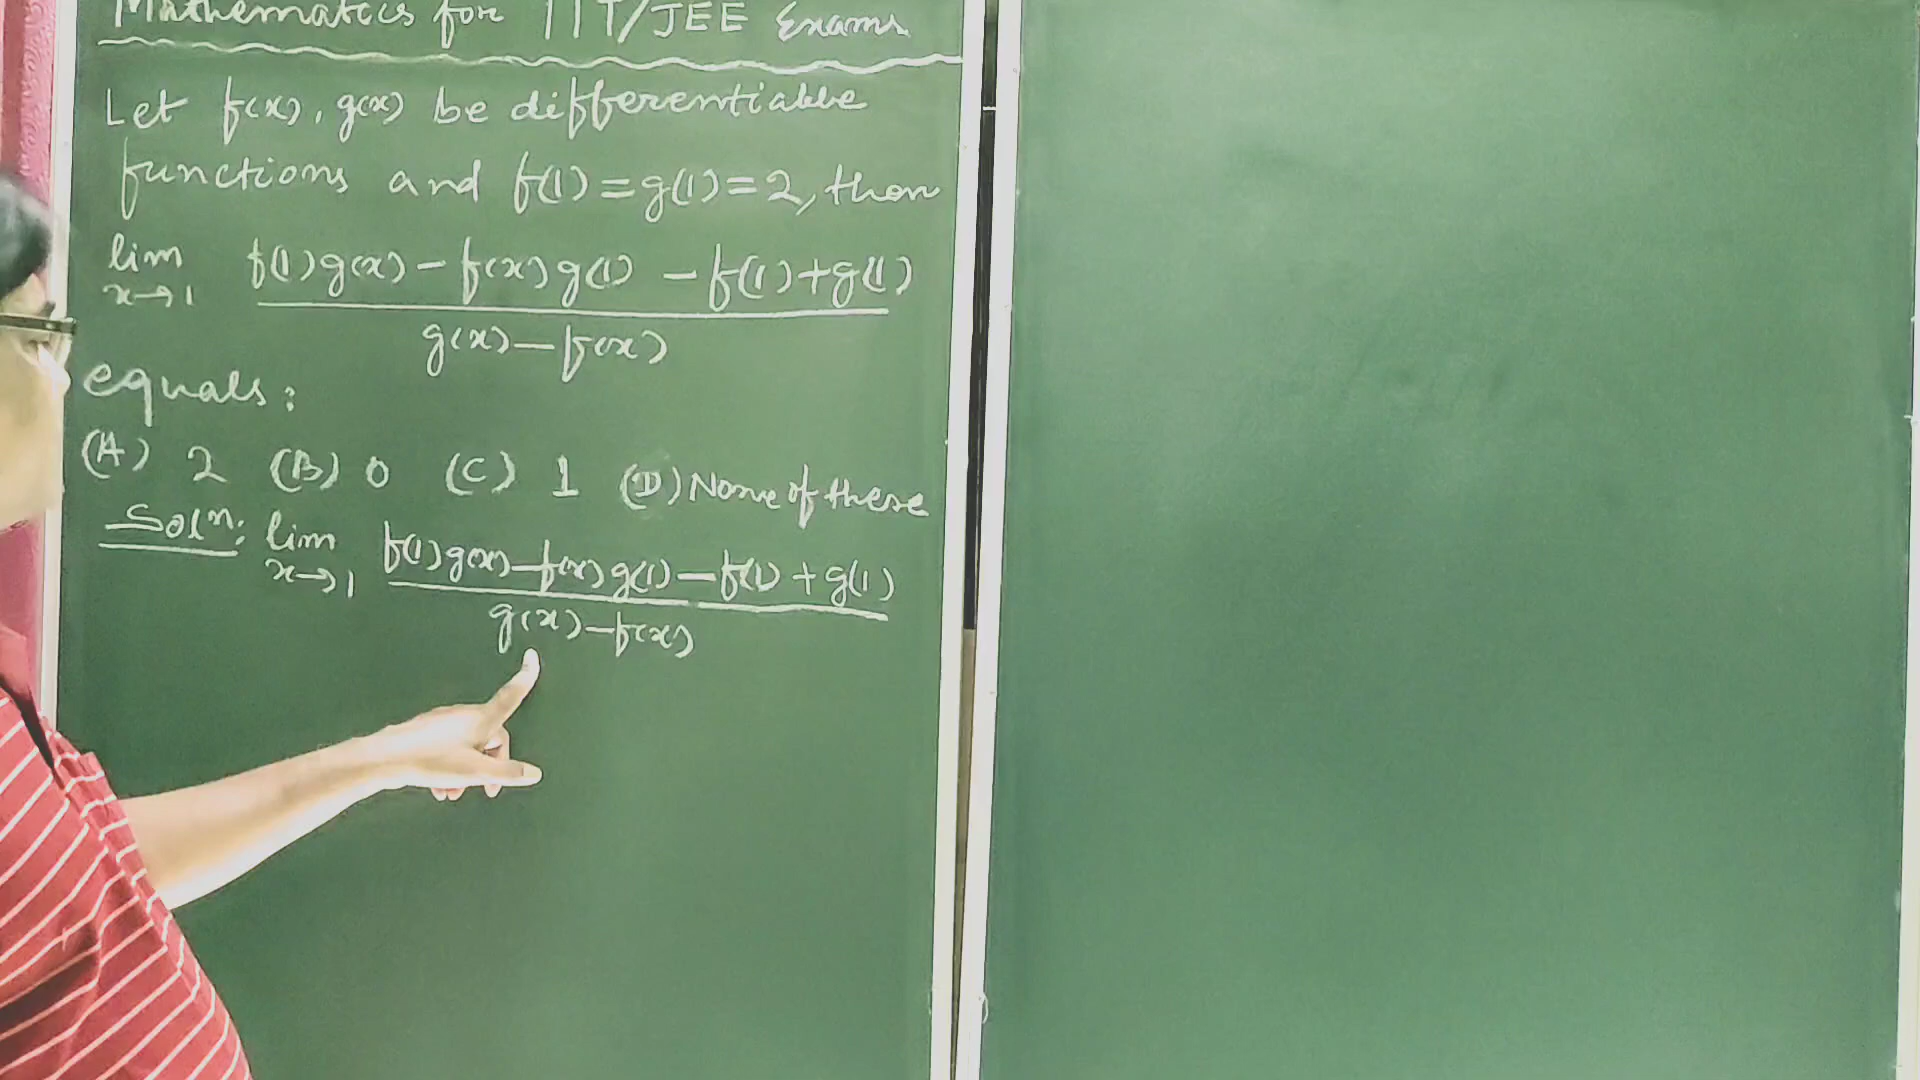 Mathematics for IIT/JEE Exams
Let f(x), g(x) be differentiable
functions and f(1)=g(1)=2, then
lim f(1)g(x)-f(x)g(1) -f(1)+g(1)
x→1
g(x)-f(x)
equals:
(A) 2 (B) 0 (C) 1 (D) None of these
Solⁿ: lim f(1)g(x)-f(x)g(1)-f(1)+g(1)
x→1
g(x)-f(x)